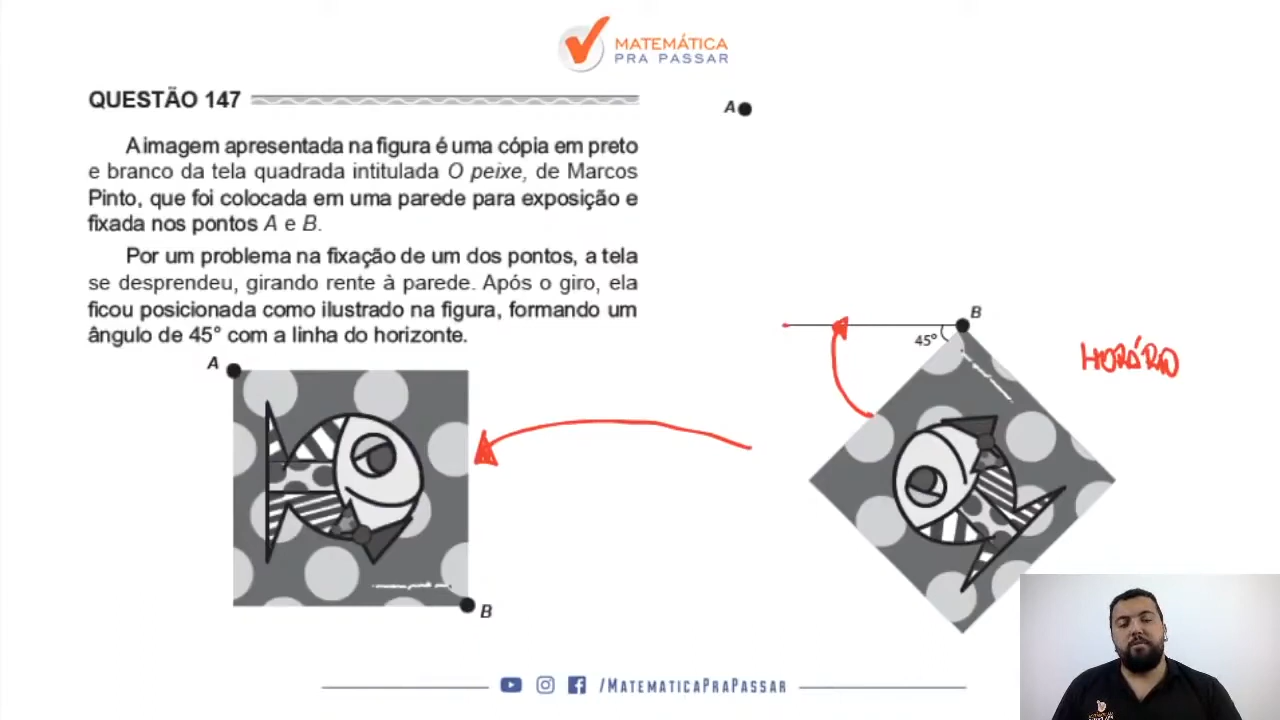 MATEMÁTICA
PRA PASSAR
QUESTÃO 147
A imagem apresentada na figura é uma cópia em preto
e branco da tela quadrada intitulada O peixe, de Marcos
Pinto, que foi colocada em uma parede para exposição e
fixada nos pontos A e B.
Por um problema na fixação de um dos pontos, a tela
se desprendeu, girando rente à parede. Após o giro, ela
ficou posicionada como ilustrado na figura, formando um
ângulo de 45° com a linha do horizonte.
A
B
A
B
45°
HORÁRIO
/MATEMATICAPRAPASSAR